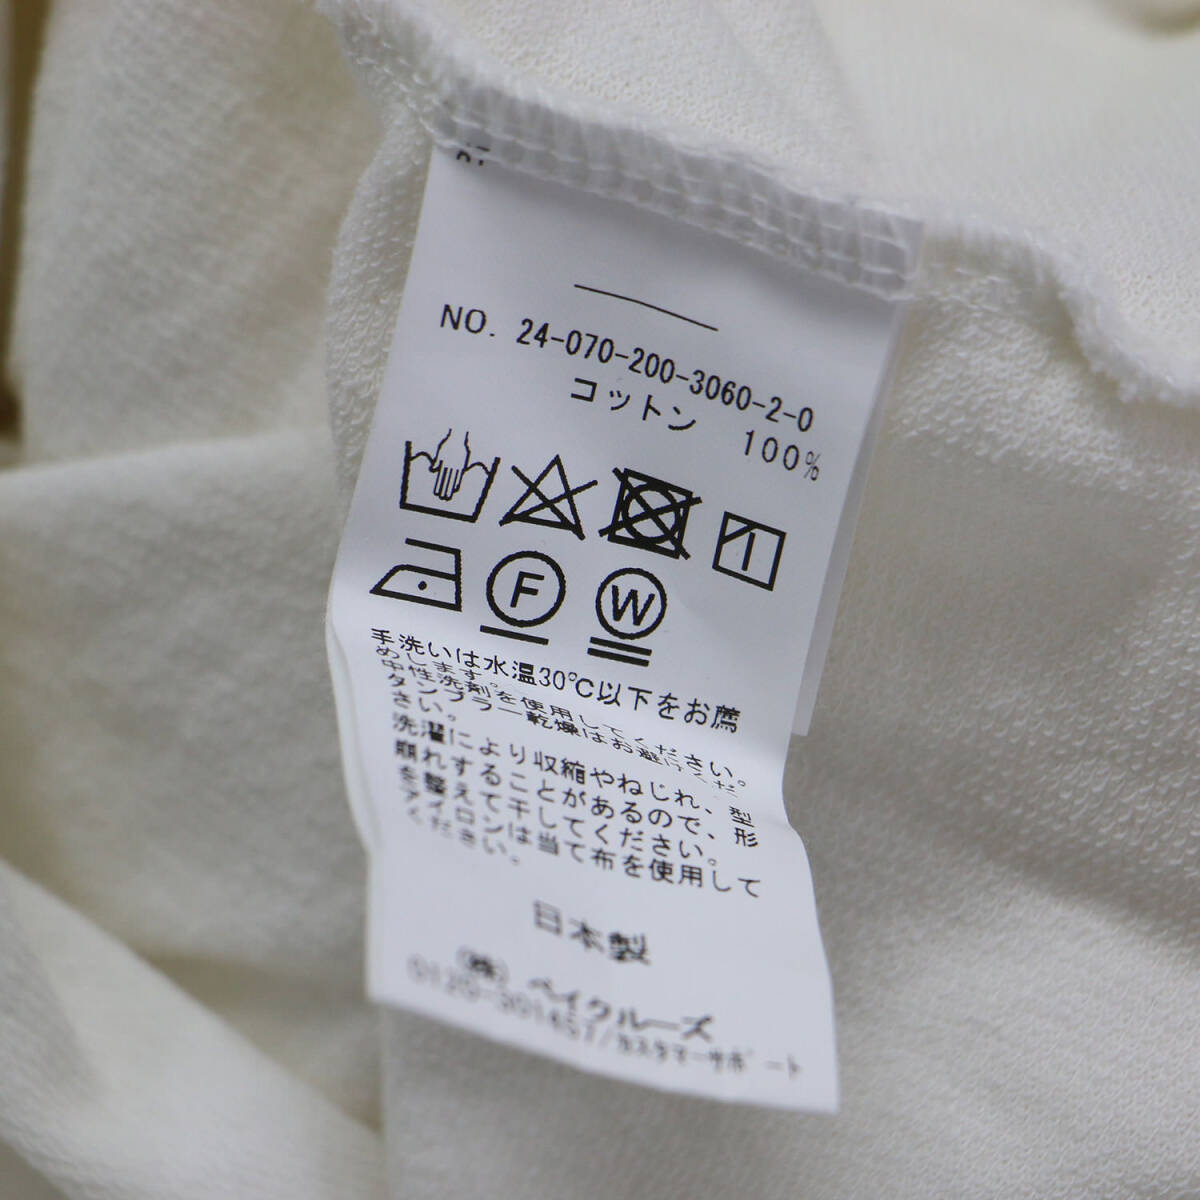 NO. 24-070-200-3060-2-0
コットン 100%
F W
手洗いは水温30℃以下をお薦
めします。
中性洗剤を使用してください。
タンブラー乾燥はお避けくだ
さい。
洗濯により収縮やねじれ、型
崩れすることがあるので、形
を整えて干してください。
アイロンは当て布を使用して
ください。
日本製
(株) ベイクルーズ
0120-301457/カスタマーサポート